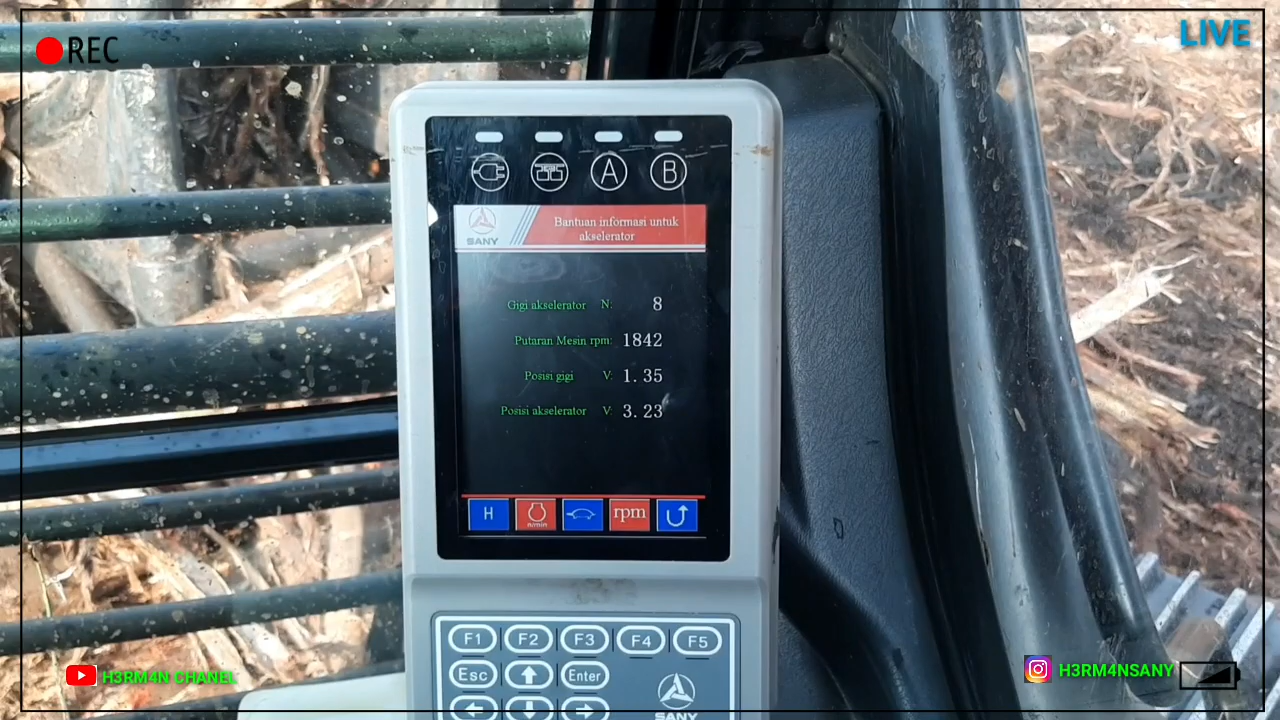 REC
LIVE
A B
SANY
Bantuan informasi untuk
akselerator
Gigi akselerator N: 8
Putaran Mesin rpm: 1842
Posisi gigi V: 1. 35
Posisi akselerator V: 3. 23
H rpm
F1 F2 F3 F4 F5
Esc Enter
SANY
H3RM4N CHANEL
H3RM4NSANY